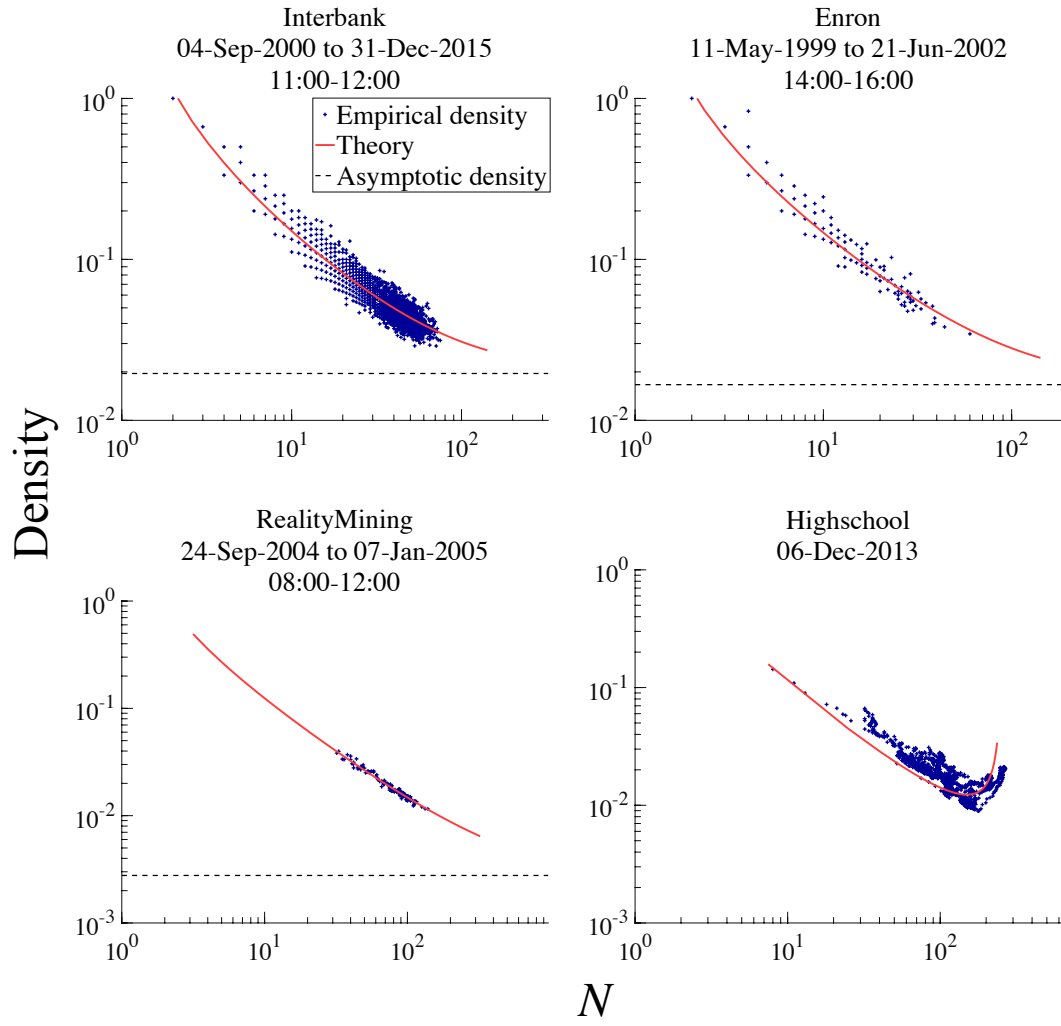 Interbank
04-Sep-2000 to 31-Dec-2015
11:00-12:00
Enron
11-May-1999 to 21-Jun-2002
14:00-16:00
10^0
10^-1
10^-2
10^0 10^1 10^2
Empirical density
Theory
Asymptotic density
10^0
10^-1
10^-2
10^0 10^1 10^2
Density
RealityMining
24-Sep-2004 to 07-Jan-2005
08:00-12:00
Highschool
06-Dec-2013
10^0
10^-1
10^-2
10^-3
10^0 10^1 10^2
10^0
10^-1
10^-2
10^-3
10^0 10^1 10^2
N